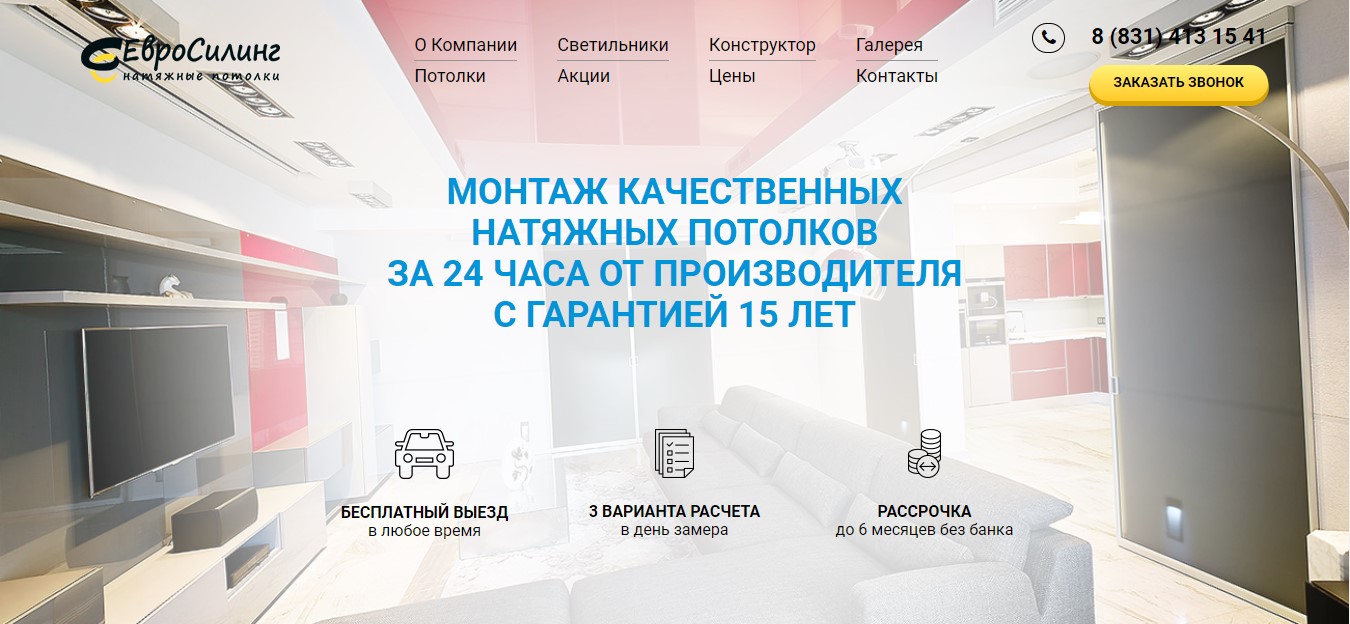 ЕвроСилинг
натяжные потолки
О Компании
Светильники
Конструктор
Галерея
Потолки
Акции
Цены
Контакты
8 (831) 413 15 41
ЗАКАЗАТЬ ЗВОНОК
МОНТАЖ КАЧЕСТВЕННЫХ
НАТЯЖНЫХ ПОТОЛКОВ
ЗА 24 ЧАСА ОТ ПРОИЗВОДИТЕЛЯ
С ГАРАНТИЕЙ 15 ЛЕТ
БЕСПЛАТНЫЙ ВЫЕЗД
в любое время
3 ВАРИАНТА РАСЧЕТА
в день замера
РАССРОЧКА
до 6 месяцев без банка